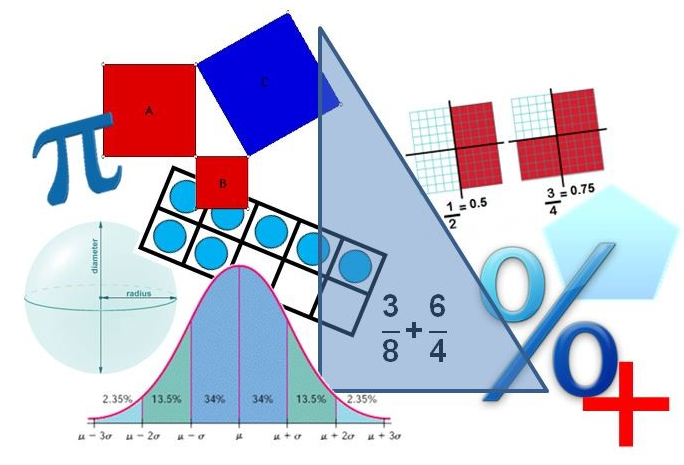 A
C
B
π
diameter
radius
1/2 = 0.5
3/4 = 0.75
3/8 + 6/4
%
+
2.35% 13.5% 34% 34% 13.5% 2.35%
μ − 3σ μ − 2σ μ − σ μ μ + σ μ + 2σ μ + 3σ